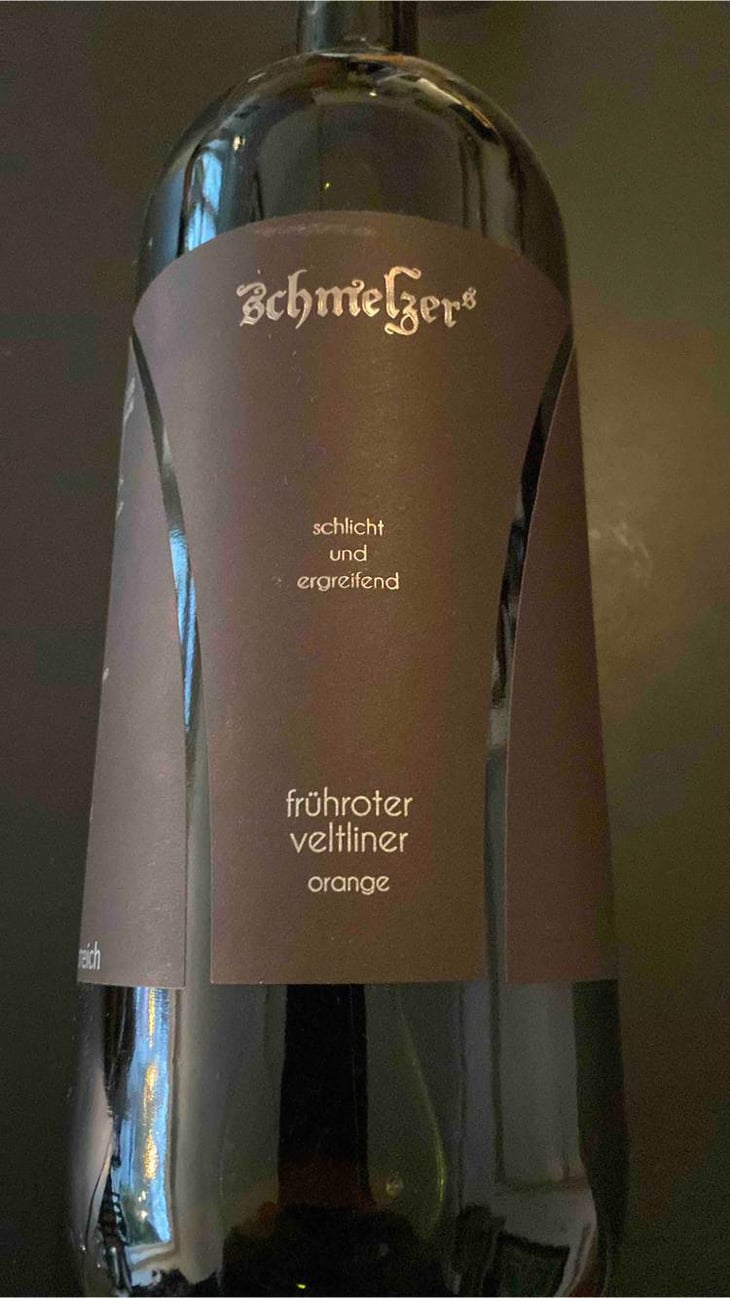 schmelzers
schlicht
und
ergreifend
frühroter
veltliner
orange